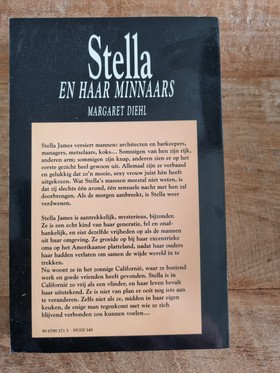 Stella
EN HAAR MINNAARS
MARGARET DIEHL
Stella James versiert mannen: architecten en barkeepers,
managers, metselaars, koks... Sommigen van hen zijn rijk,
anderen arm; sommigen zijn knap, anderen zien er op het
eerste gezicht heel gewoon uit. Allemaal zijn ze verbaasd
en gelukkig dat zo'n mooie, sexy vrouw juist hén heeft
uitgekozen. Wat Stella's mannen meestal niet weten, is
dat zij slechts één avond, één sensuele nacht met hen zal
doorbrengen. Als de morgen aanbreekt, is Stella weer
verdwenen.
Stella James is aantrekkelijk, mysterieus, bijzonder.
Ze is een echt kind van haar generatie, fel en onaf-
hankelijk, en eist dezelfde vrijheden op als de mannen
uit haar omgeving. Ze groeide op bij haar excentrieke
oma op het Amerikaanse platteland, nadat haar ouders
haar hadden verlaten om samen de wijde wereld in te
trekken.
Nu woont ze in het zonnige Californië, waar ze boeiend
werk en goede vrienden heeft gevonden. Stella is in
Californië zo vrij als een vlinder, en haar leven bevalt
haar uitstekend. Ze is niet van plan er ooit nog iets aan
te veranderen. Zelfs niet als ze, midden in haar eigen
keuken, de enige man tegenkomt met wie ze zich
blijvend verbonden zou kunnen voelen...
90 6790 271 3 NUGI 340